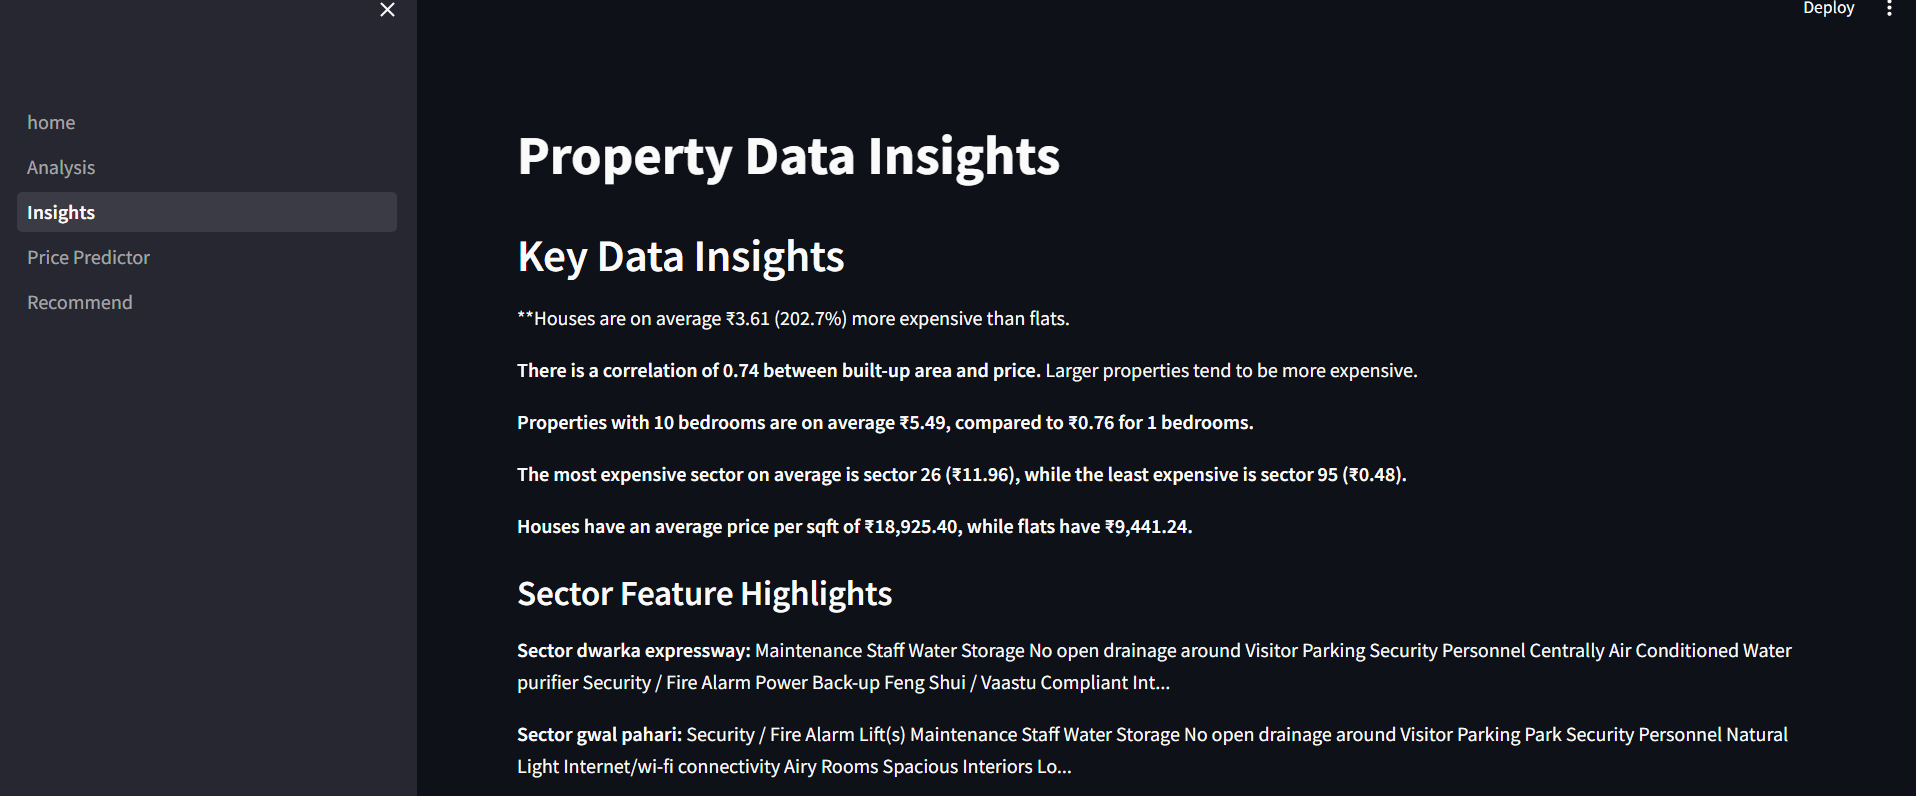 Deploy
home
Analysis
Insights
Price Predictor
Recommend
Property Data Insights
Key Data Insights
**Houses are on average ₹3.61 (202.7%) more expensive than flats.
There is a correlation of 0.74 between built-up area and price. Larger properties tend to be more expensive.
Properties with 10 bedrooms are on average ₹5.49, compared to ₹0.76 for 1 bedrooms.
The most expensive sector on average is sector 26 (₹11.96), while the least expensive is sector 95 (₹0.48).
Houses have an average price per sqft of ₹18,925.40, while flats have ₹9,441.24.
Sector Feature Highlights
Sector dwarka expressway: Maintenance Staff Water Storage No open drainage around Visitor Parking Security Personnel Centrally Air Conditioned Water
purifier Security / Fire Alarm Power Back-up Feng Shui / Vaastu Compliant Int...
Sector gwal pahari: Security / Fire Alarm Lift(s) Maintenance Staff Water Storage No open drainage around Visitor Parking Park Security Personnel Natural
Light Internet/wi-fi connectivity Airy Rooms Spacious Interiors Lo...